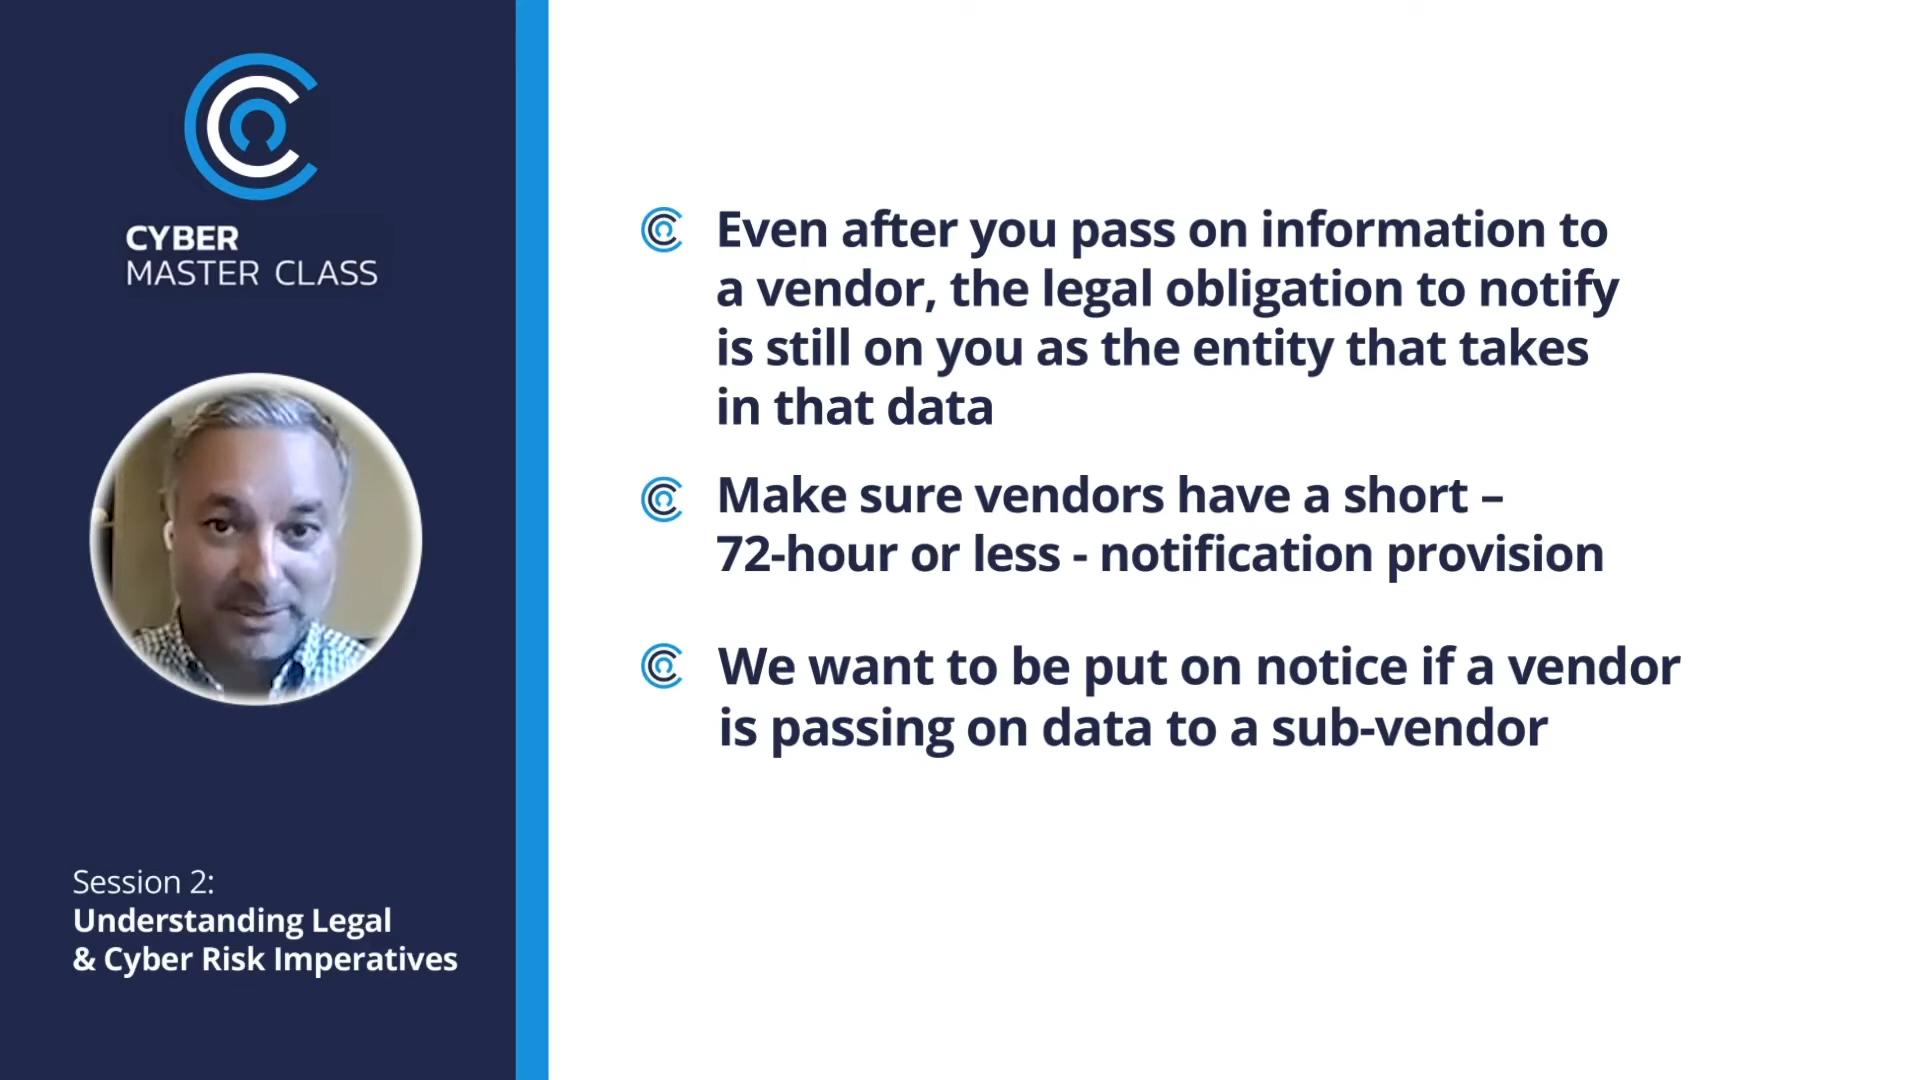 CYBER
MASTER CLASS
Session 2:
Understanding Legal
& Cyber Risk Imperatives
Even after you pass on information to
a vendor, the legal obligation to notify
is still on you as the entity that takes
in that data
Make sure vendors have a short –
72-hour or less - notification provision
We want to be put on notice if a vendor
is passing on data to a sub-vendor